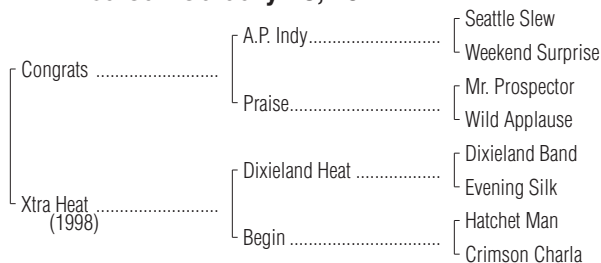 Seattle Slew
A.P. Indy
Weekend Surprise
Congrats
Mr. Prospector
Praise
Wild Applause
Dixieland Band
Dixieland Heat
Evening Silk
Xtra Heat
(1998)
Hatchet Man
Begin
Crimson Charla